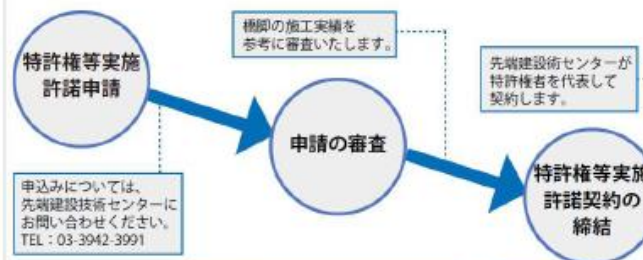 特許権等実施
許諾申請
申込みについては、
先端建設技術センターに
お問い合わせください。
TEL：03-3942-3991
橋脚の施工実績を
参考に審査いたします。
申請の審査
先端建設術センターが
特許権者を代表して
契約します。
特許権等実施
許諾契約の
締結